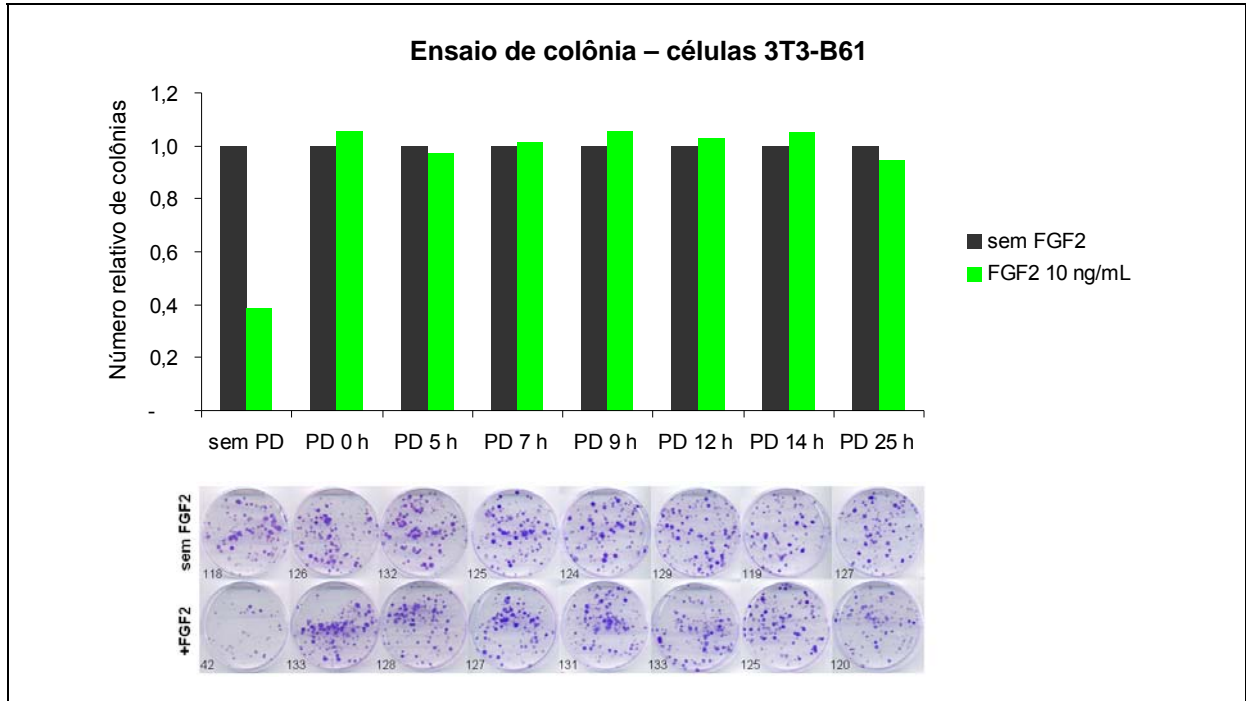 Ensaio de colônia – células 3T3-B61
Número relativo de colônias
1,2
1,0
0,8
0,6
0,4
0,2
-
sem PD PD 0 h PD 5 h PD 7 h PD 9 h PD 12 h PD 14 h PD 25 h
sem FGF2
FGF2 10 ng/mL
sem FGF2
118 126 132 125 124 129 119 127
+FGF2
42 133 128 127 131 133 125 120